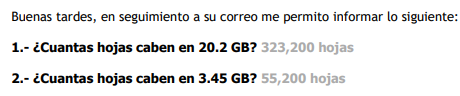 Buenas tardes, en seguimiento a su correo me permito informar lo siguiente:
1.- ¿Cuantas hojas caben en 20.2 GB? 323,200 hojas
2.- ¿Cuantas hojas caben en 3.45 GB? 55,200 hojas